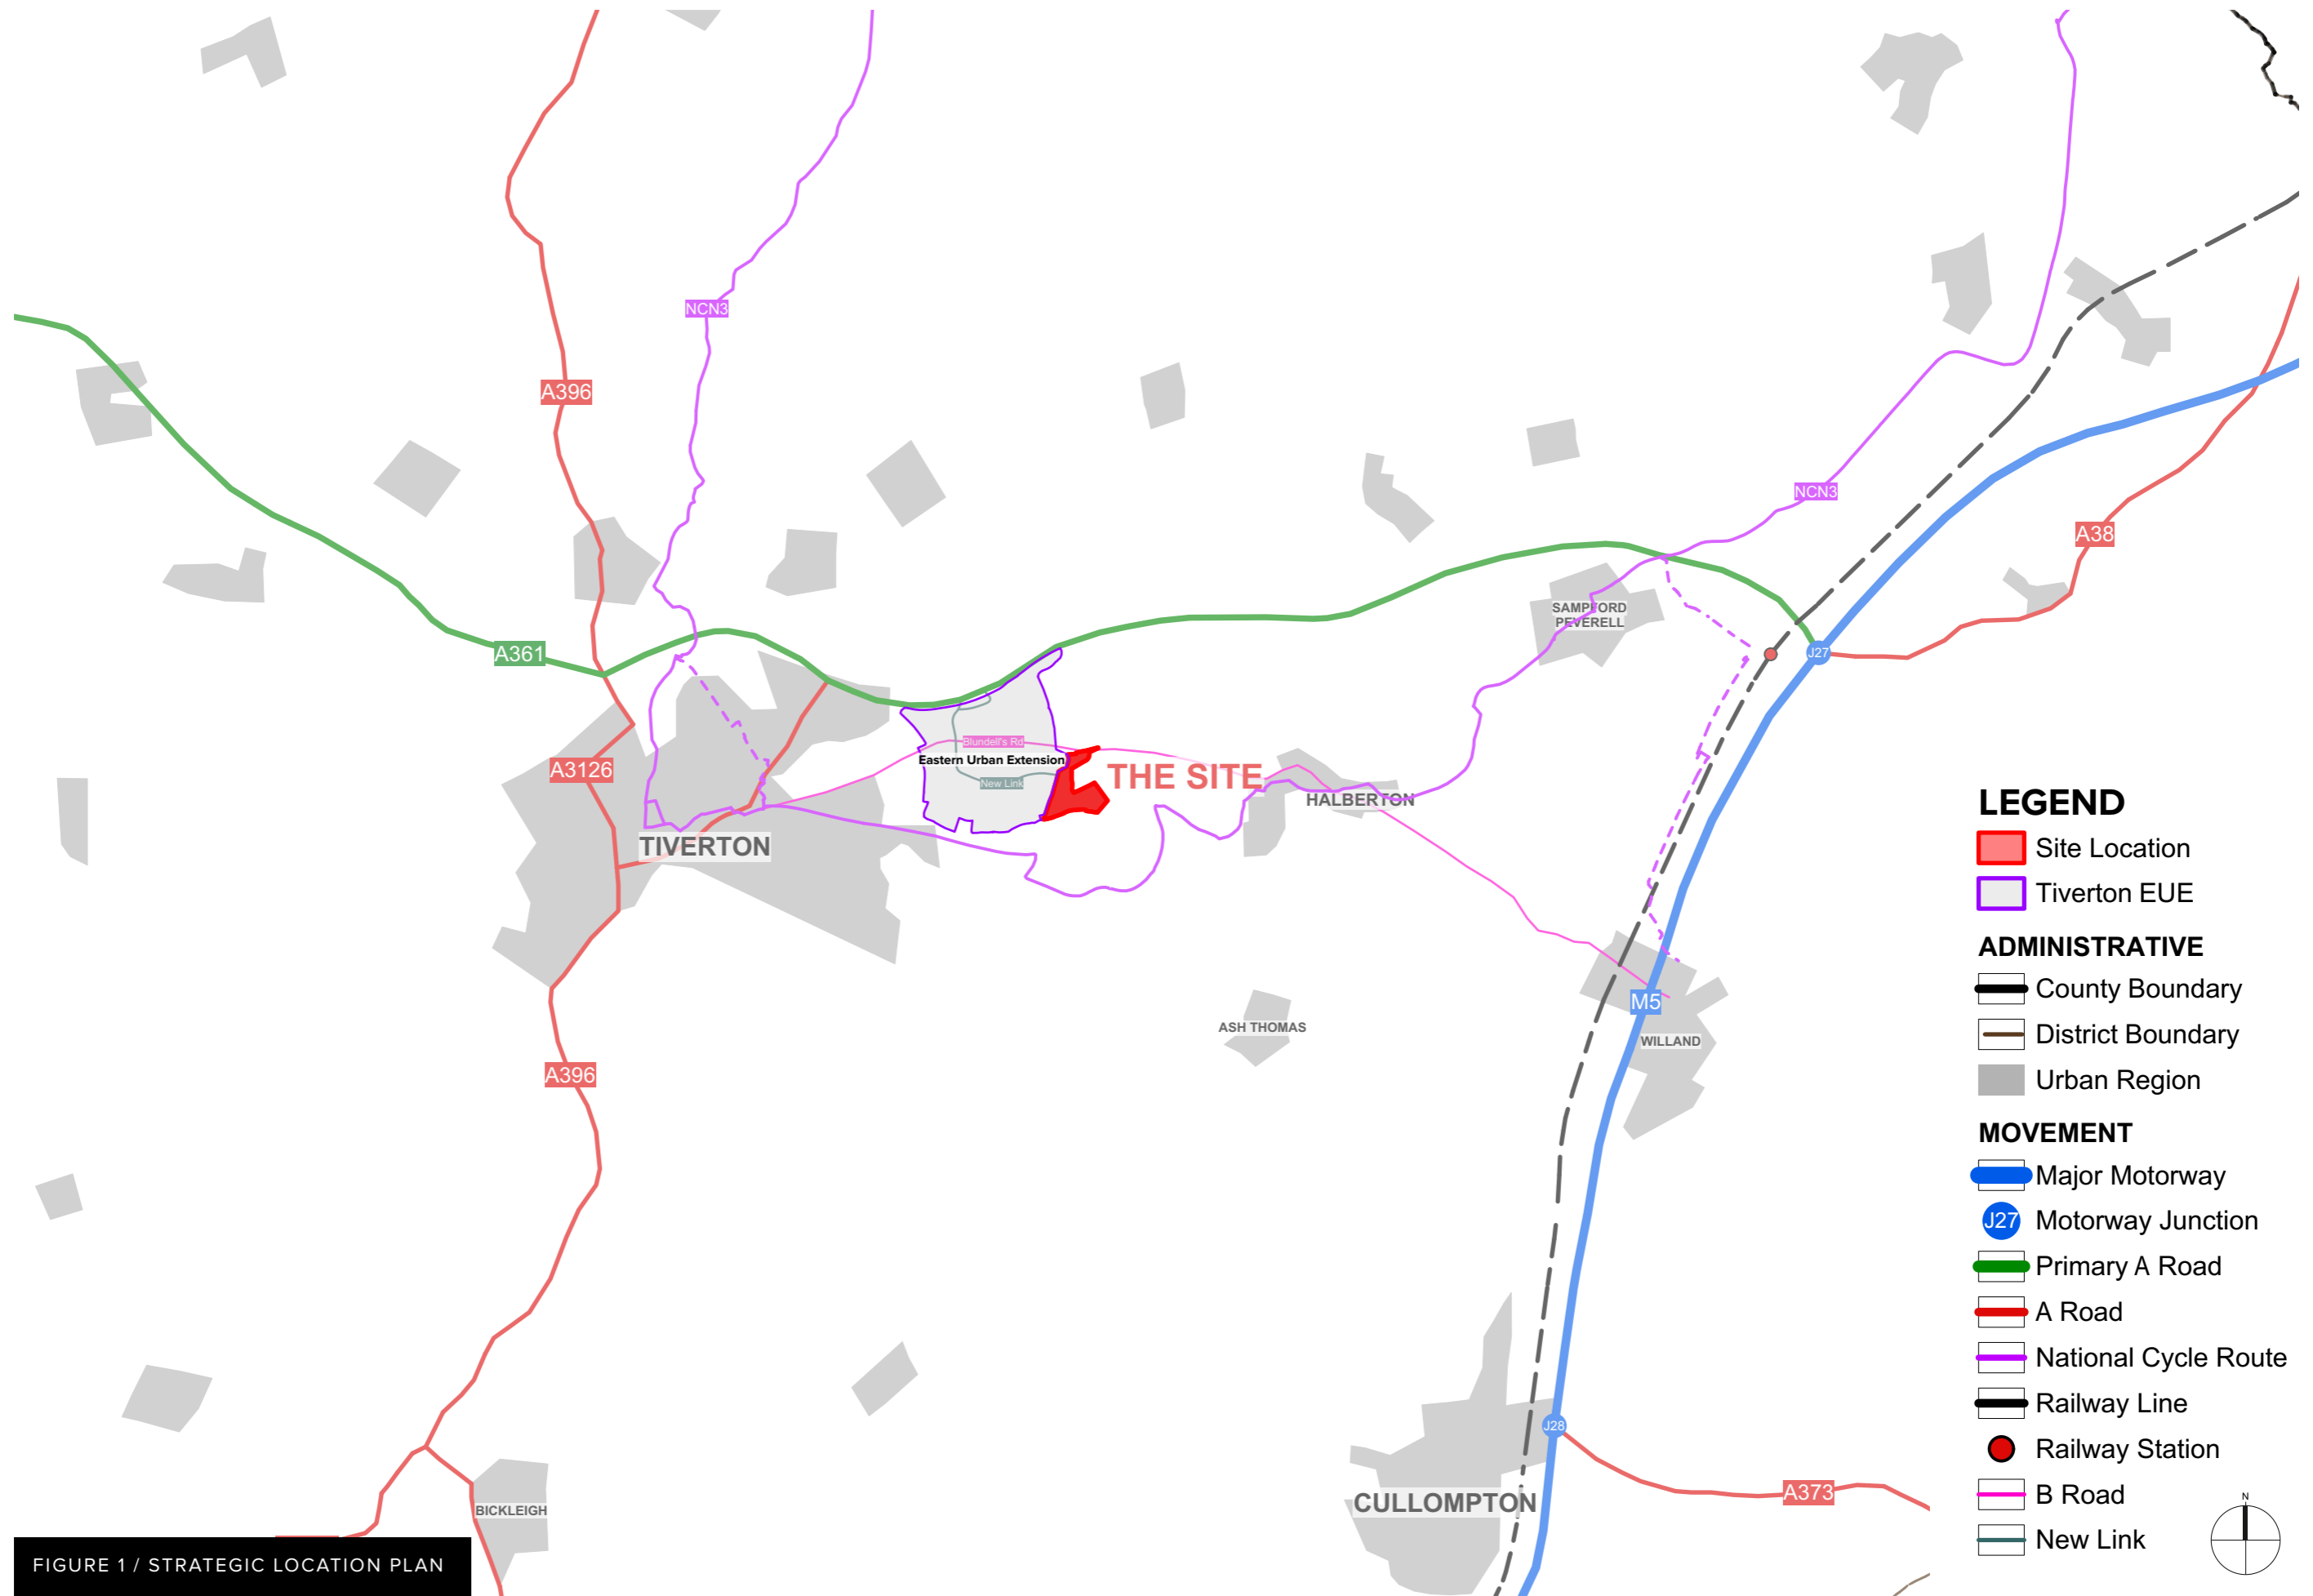 NCN3
A396
NCN3
A38
SAMPFORD
PEVERELL
A361
J27
Blundell's Rd
Eastern Urban Extension
A3126
THE SITE
New Link
HALBERTON
TIVERTON
M5
ASH THOMAS
WILLAND
A396
J28
A373
CULLOMPTON
BICKLEIGH
LEGEND
Site Location
Tiverton EUE
ADMINISTRATIVE
County Boundary
District Boundary
Urban Region
MOVEMENT
Major Motorway
J27 Motorway Junction
Primary A Road
A Road
National Cycle Route
Railway Line
Railway Station
B Road
New Link
N
FIGURE 1 / STRATEGIC LOCATION PLAN